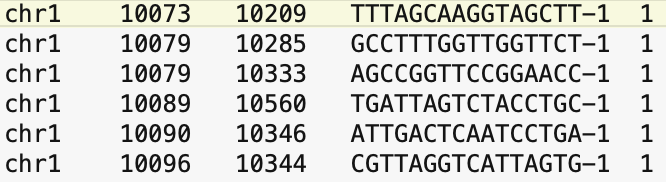 chr1 10073 10209 TTTAGCAAGGTAGCTT-1 1
chr1 10079 10285 GCCTTTGGTTGGTTCT-1 1
chr1 10079 10333 AGCCGGTTCCGGAACC-1 1
chr1 10089 10560 TGATTAGTCTACCTGC-1 1
chr1 10090 10346 ATTGACTCAATCCTGA-1 1
chr1 10096 10344 CGTTAGGTCATTAGTG-1 1